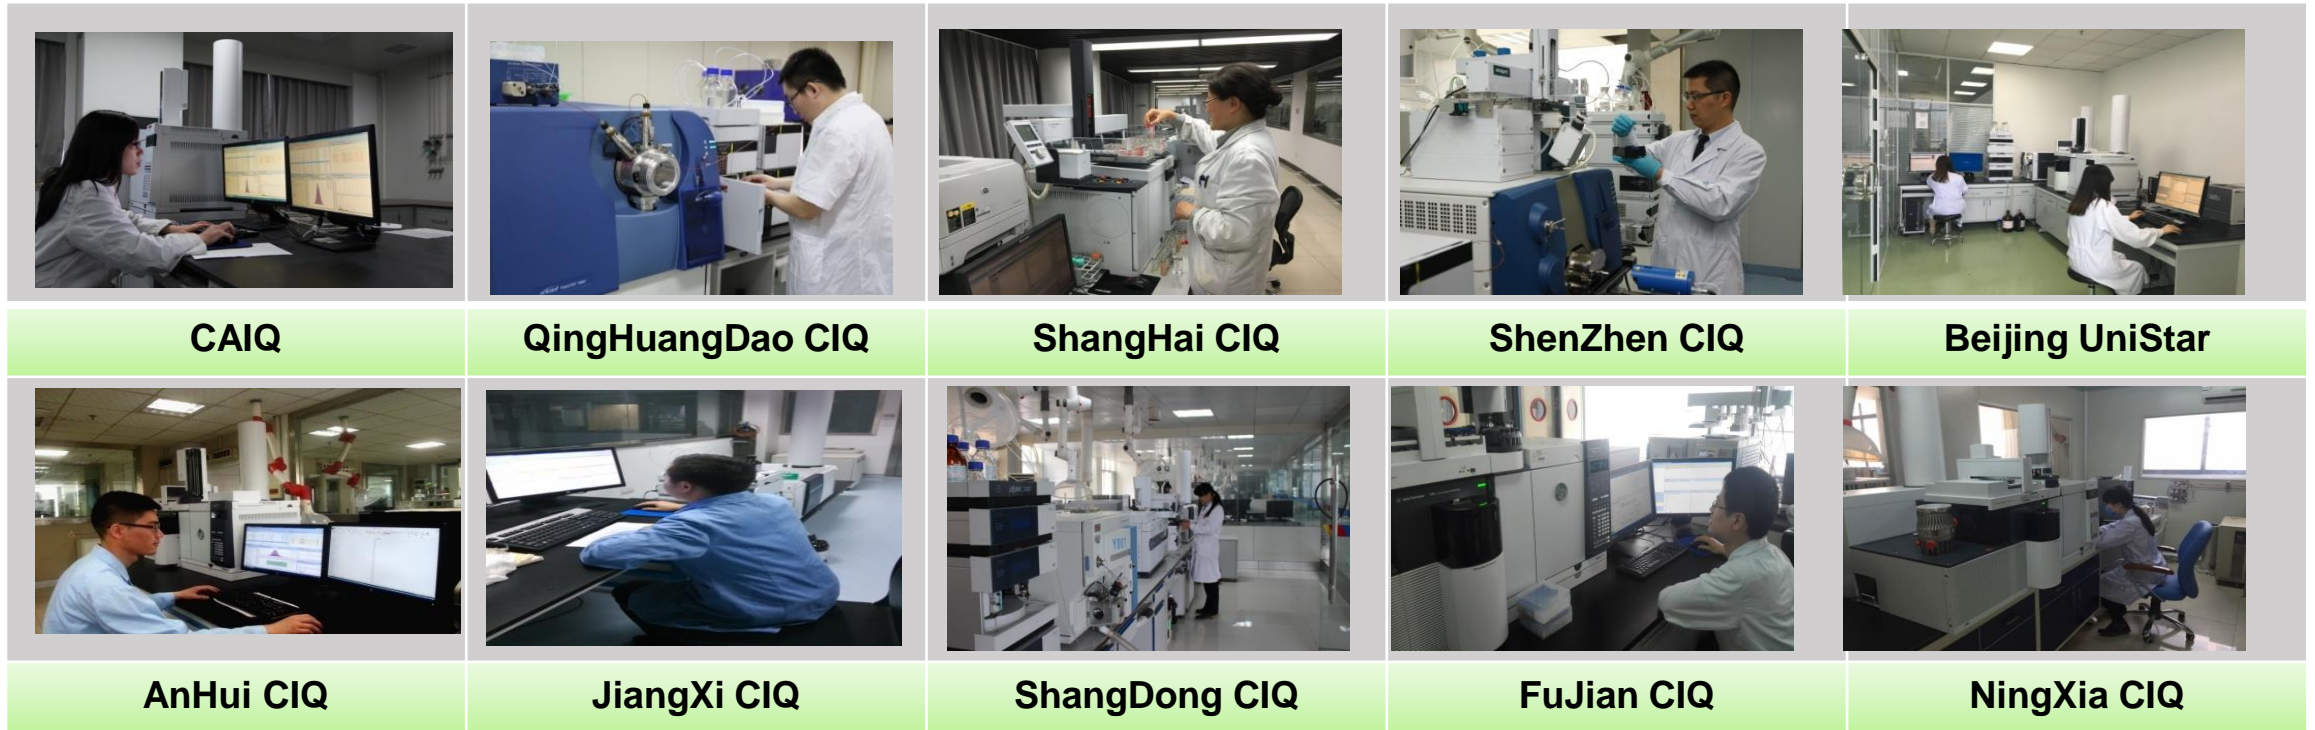 CAIQ
QingHuangDao CIQ
ShangHai CIQ
ShenZhen CIQ
Beijing UniStar
AnHui CIQ
JiangXi CIQ
ShangDong CIQ
FuJian CIQ
NingXia CIQ